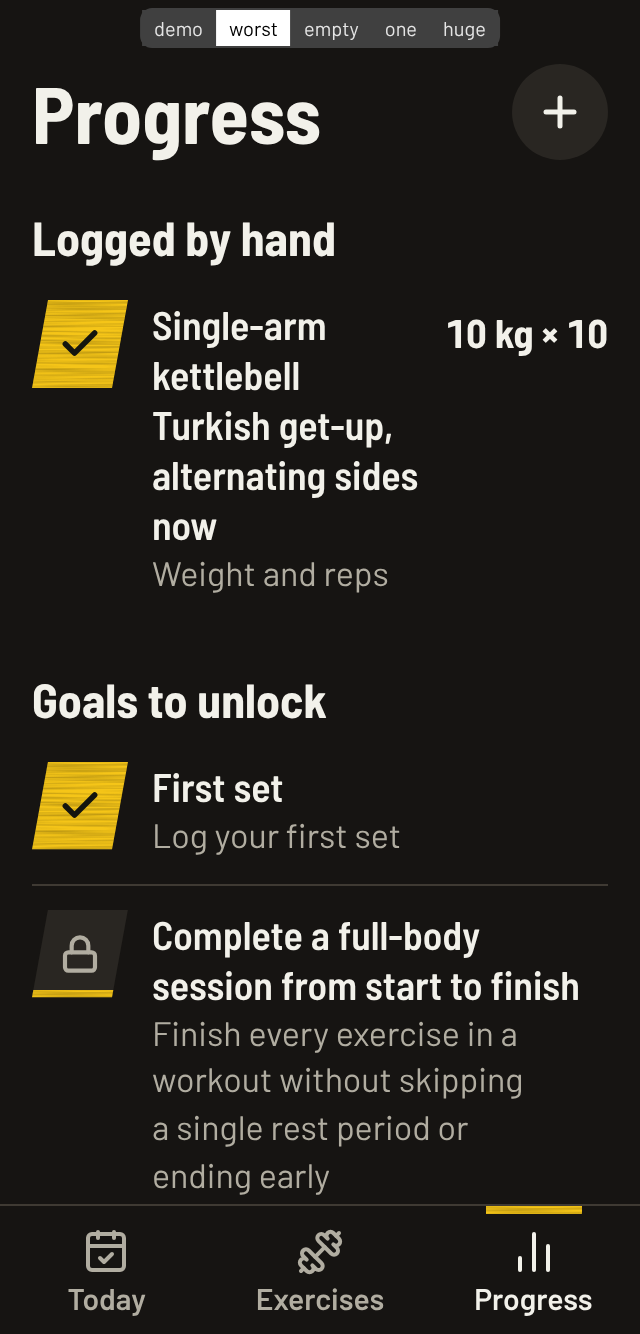 demo worst empty one huge
Progress
Logged by hand
Single-arm
kettlebell
Turkish get-up,
alternating sides
now
10 kg × 10
Weight and reps
Goals to unlock
First set
Log your first set
Complete a full-body
session from start to finish
Finish every exercise in a
workout without skipping
a single rest period or
ending early
Today Exercises Progress